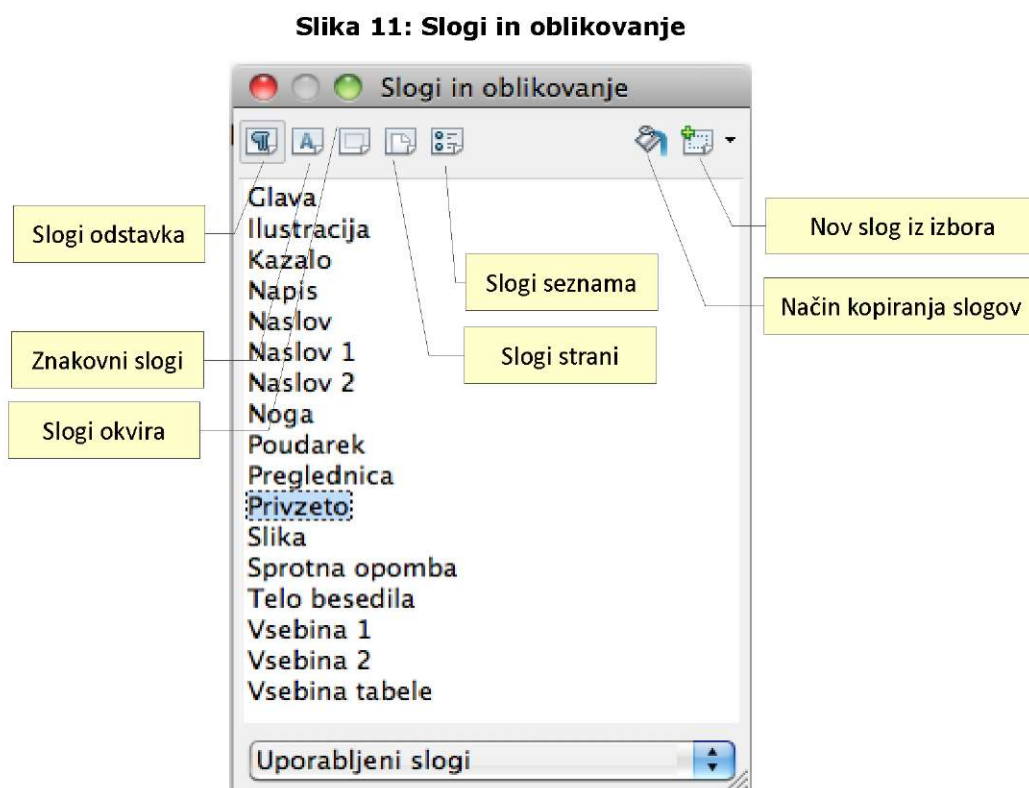 Slika 11: Slogi in oblikovanje
Slogi in oblikovanje
Glava
Ilustracija
Kazalo
Napis
Naslov
Naslov 1
Naslov 2
Noga
Poudarek
Preglednica
Privzeto
Slika
Sprotna opomba
Telo besedila
Vsebina 1
Vsebina 2
Vsebina tabele
Uporabljeni slogi
Slogi odstavka
Znakovni slogi
Slogi okvira
Slogi seznama
Slogi strani
Nov slog iz izbora
Način kopiranja slogov